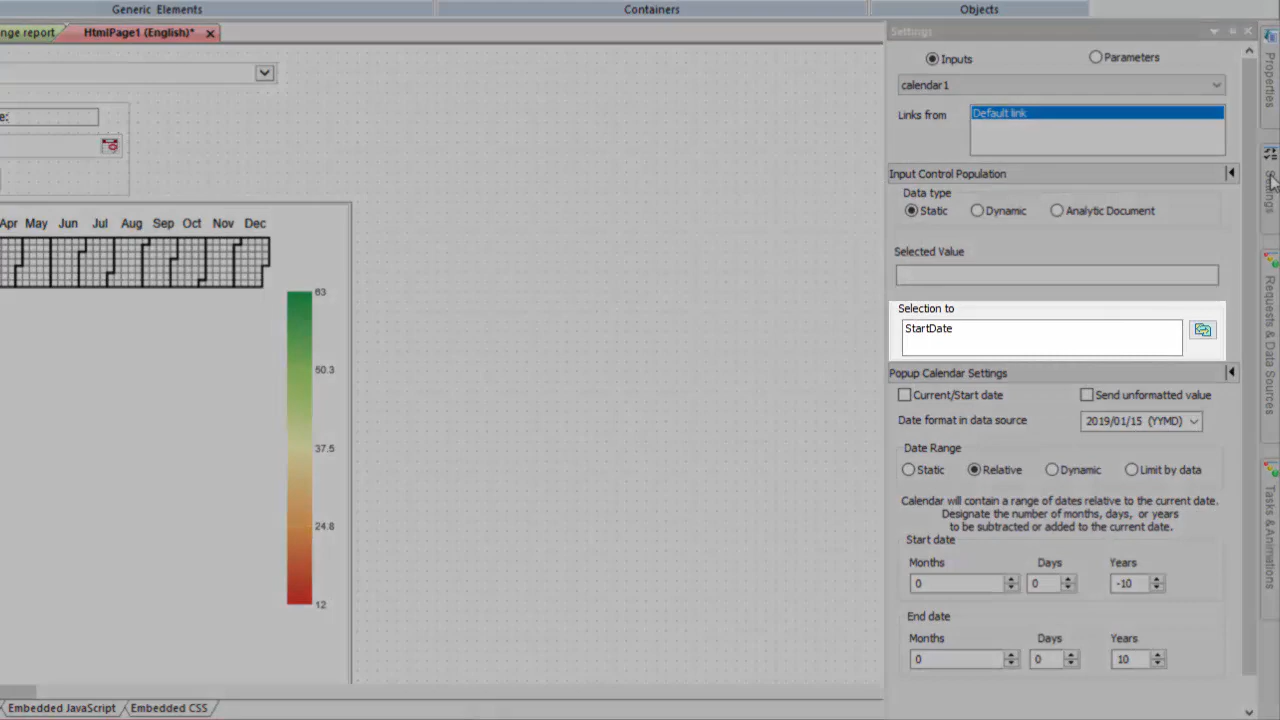 Generic Elements Containers Objects
nge report HtmlPage1 (English)*
Settings
Inputs Parameters
calendar1
Links from Default link
e:
Input Control Population
Data type
Static Dynamic Analytic Document
Apr May Jun Jul Aug Sep Oct Nov Dec
Selected Value
63
Selection to
StartDate
50.3
Popup Calendar Settings
Current/Start date Send unformatted value
Date format in data source 2019/01/15 (YYMD)
37.5
Date Range
Static Relative Dynamic Limit by data
Calendar will contain a range of dates relative to the current date.
Designate the number of months, days, or years
to be subtracted or added to the current date.
24.8
Start date
Months Days Years
0 0 -10
12
End date
Months Days Years
0 0 10
Embedded JavaScript Embedded CSS
Properties
Settings
Requests & Data Sources
Tasks & Animations